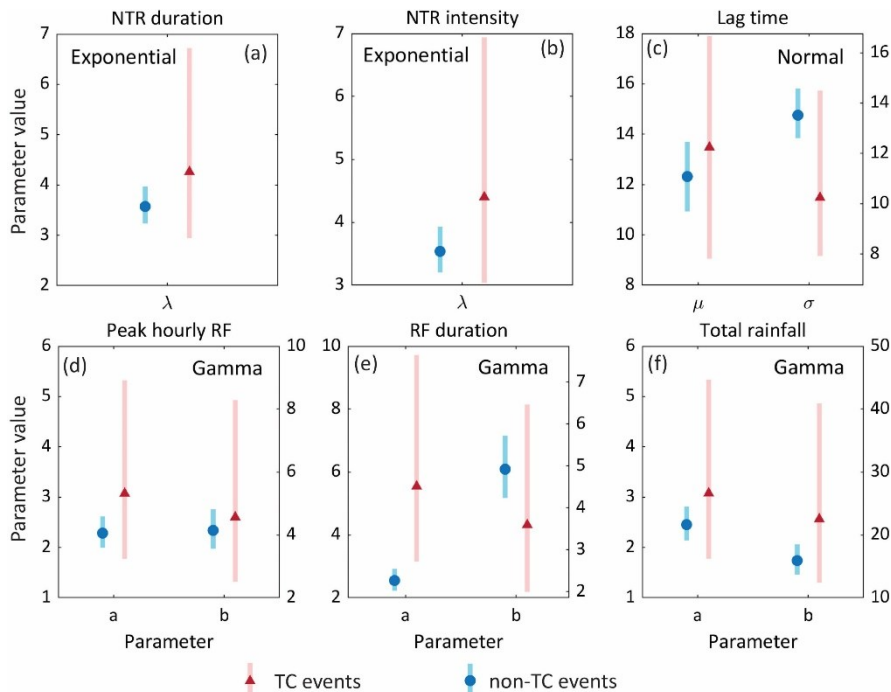 NTR duration
NTR intensity
Lag time
Parameter value
7
6
5
4
3
2
Exponential
(a)
λ
7
6
5
4
3
Exponential
(b)
λ
18
16
14
12
10
8
(c)
Normal
16
14
12
10
8
μ
σ
Peak hourly RF
RF duration
Total rainfall
Parameter value
6
5
4
3
2
1
(d)
Gamma
10
8
6
4
2
a
b
Parameter
10
8
6
4
2
(e)
Gamma
7
6
5
4
3
2
a
b
Parameter
6
5
4
3
2
1
(f)
Gamma
50
40
30
20
10
a
b
Parameter
TC events
non-TC events